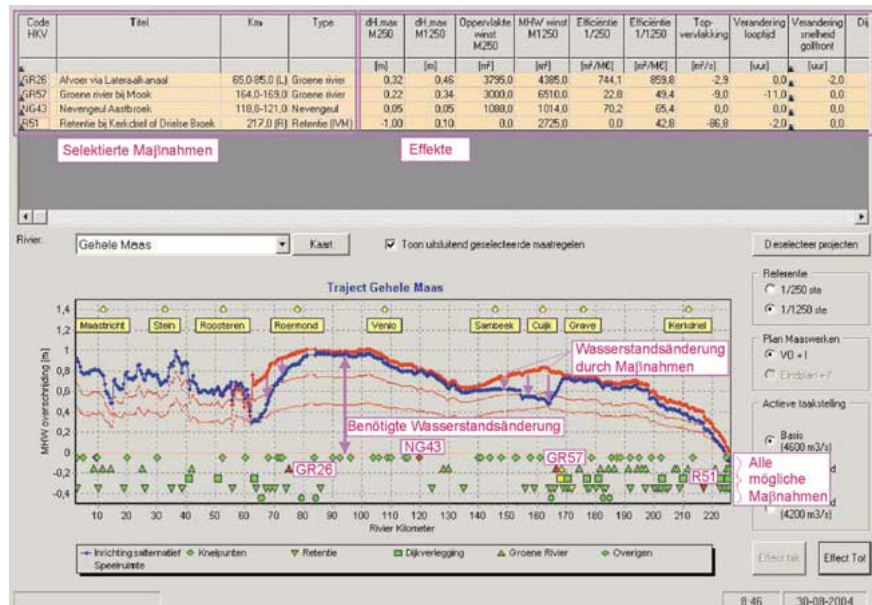 Code HKV Titel Km Type dH,max M250 dH,max M1250 Oppervlakte winst M250 MHW winst M1250 Efficiëntie 1/250 Efficiëntie 1/1250 Top-vervlakking Verandering looptijd Verandering snelheid golffront
[m] [m] [m²] [m²] [m²/M€] [m²/M€] [m³/s] [uur] [uur]
GR26 Afvoer via Lateraalkanaal 65,0-85,0 (L) Groene rivier 0,32 0,46 3795,0 4385,0 744,1 859,8 -2,9 0,0 -2,0
GR57 Groene rivier bij Mook 164,0-169,0 Groene rivier 0,22 0,34 3000,0 6510,0 22,8 49,4 -9,0 -11,0 0,0
NG43 Nevengeul Aastbroek 118,8-121,0 Nevengeul 0,05 0,05 1088,0 1014,0 70,2 65,4 0,0 0,0 0,0
R51 Retentie bij Kerkdriel of Drielse Broek 217,0 (R) Retentie (IVM) -1,00 0,10 0,0 2725,0 0,0 42,8 -86,8 -2,0 0,0
Selektierte Maβnahmen
Effekte
Rivier:
Gehele Maas
Kaart
Toon uitsluitend geselecteerde maatregelen
Deselecteer projecten
Traject Gehele Maas
MHW overschrijding [m]
1,4
1,2
1
0,8
0,6
0,4
0,2
0
-0,2
-0,4
Maastricht Stein Roosteren Roermond Venlo Sambeek Cuijk Grave Kerkdriel
Wasserstandsänderung
durch Maβnahmen
Benötigte Wasserstandsänderung
GR26
NG43
GR57
R51
Alle
mögliche
Maβnahmen
10 20 30 40 50 60 70 80 90 100 110 120 130 140 150 160 170 180 190 200 210 220
Rivier Kilometer
Inrichtingsalternatief Knelpunten Retentie Dijkverlegging Groene Rivier Overigen
Speelruimte
Referentie
1/250 ste
1/1250 ste
Plan Maaswerken
VO + I
Eindplan + I
Actieve taakstelling
Basis
(4600 m3/s)
(4200 m3/s)
Effect tek
Effect Tot
8:46 30-08-2004